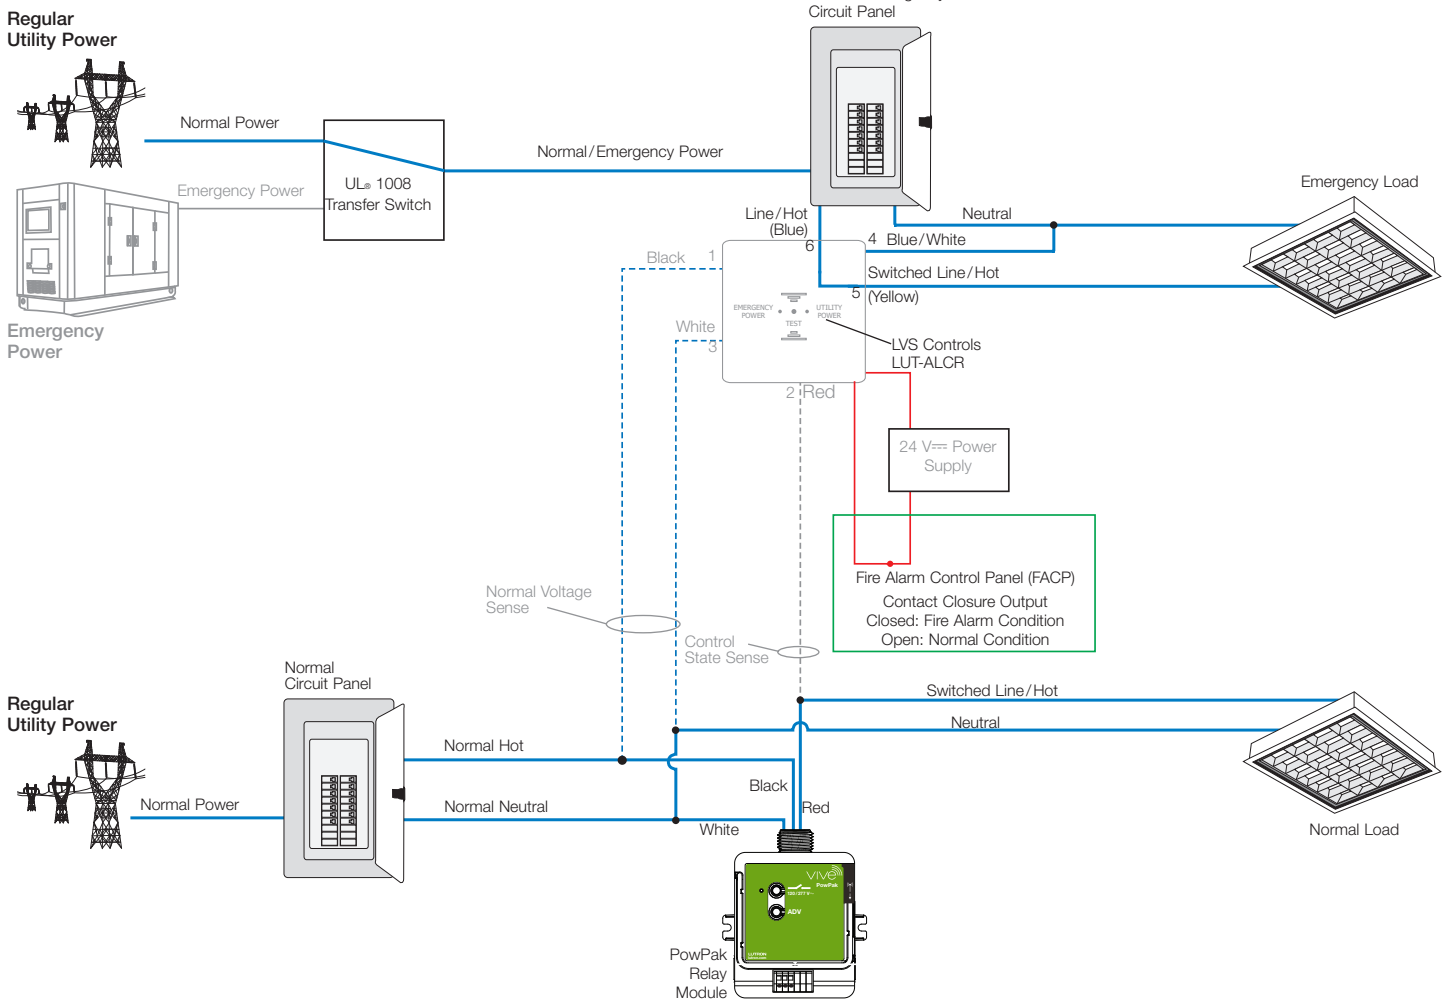 Regular
Utility Power
Circuit Panel
Normal Power
Normal/Emergency Power
UL® 1008
Transfer Switch
Emergency Power
Emergency
Power
Emergency Load
Line/Hot
(Blue)
Neutral
6
4 Blue/White
Black 1
Switched Line/Hot
5 (Yellow)
EMERGENCY
POWER
UTILITY
POWER
TEST
White
3
LVS Controls
LUT-ALCR
2 Red
24 V Power
Supply
Fire Alarm Control Panel (FACP)
Contact Closure Output
Closed: Fire Alarm Condition
Open: Normal Condition
Normal Voltage
Sense
Control
State Sense
Normal
Circuit Panel
Regular
Utility Power
Switched Line/Hot
Neutral
Normal Hot
Black
Red
Normal Power
Normal Neutral
White
Normal Load
VIVE
PowPak
120/277 V~
ADV
LUTRON
PowPak
Relay
Module